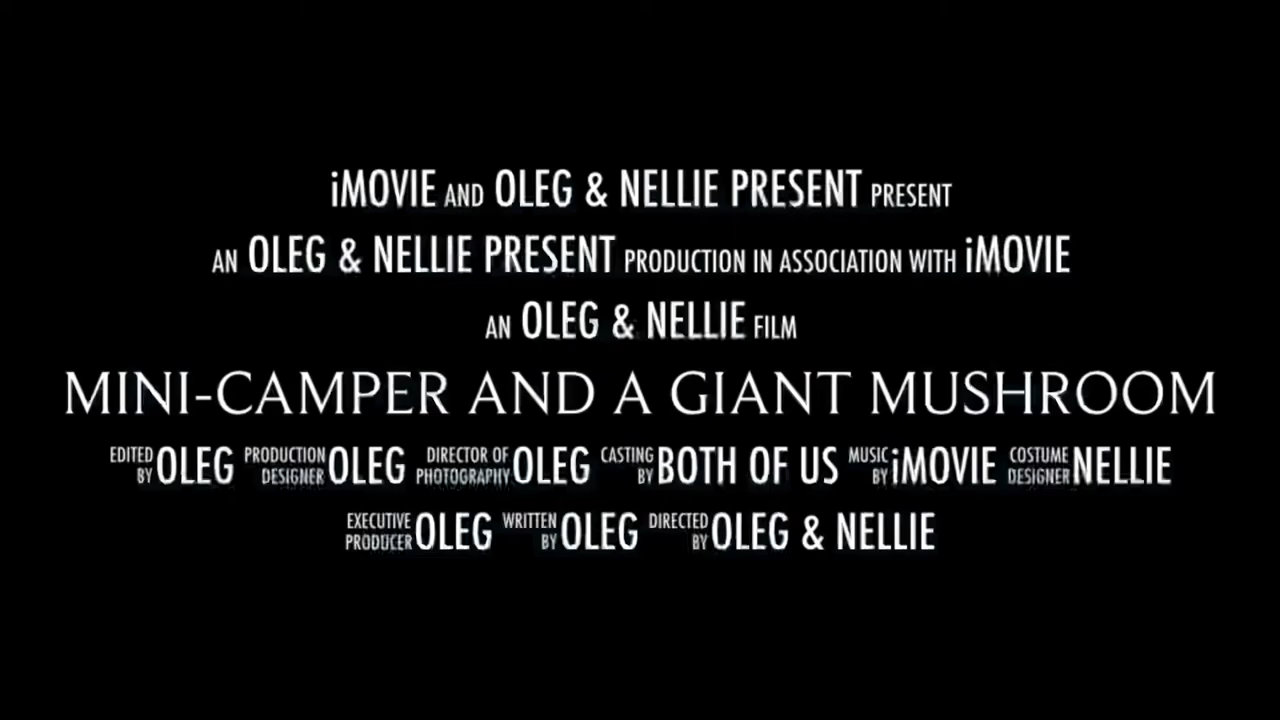 iMOVIE AND OLEG & NELLIE PRESENT PRESENT
AN OLEG & NELLIE PRESENT PRODUCTION IN ASSOCIATION WITH iMOVIE
AN OLEG & NELLIE FILM
MINI-CAMPER AND A GIANT MUSHROOM
EDITED BY OLEG PRODUCTION DESIGNER OLEG DIRECTOR OF PHOTOGRAPHY OLEG CASTING BY BOTH OF US MUSIC BY iMOVIE COSTUME DESIGNER NELLIE
EXECUTIVE PRODUCER OLEG WRITTEN BY OLEG DIRECTED BY OLEG & NELLIE